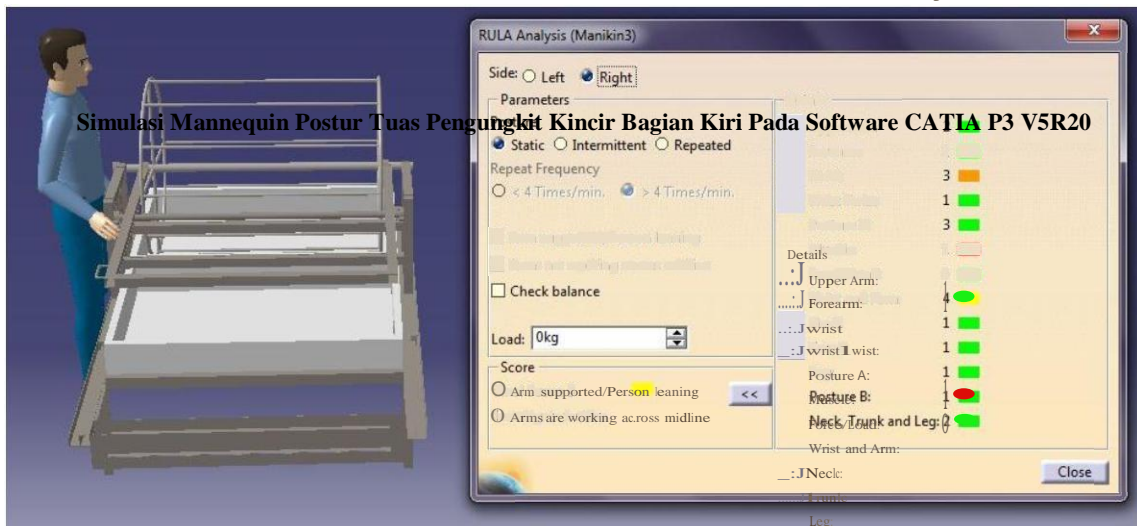 RULA Analysis (Manikin3)
Side: Left Right
Parameters
Simulasi Mannequin Postur Tuas Pengungkit Kincir Bagian Kiri Pada Software CATIA P3 V5R20
Static Intermittent Repeated
Repeat Frequency
< 4 Times/min. > 4 Times/min.
Check balance
Load: 0kg
Score
Arm supported/Person leaning
Arms are working ac.ross midline
<<
3
1
3
Details
Upper Arm:
Forearm:
4
wrist
1
wrist Twist:
1
Posture A:
1
Posture B:
1
Neck, Trunk and Leg: 2
Wrist and Arm:
Neck:
Leg
Close